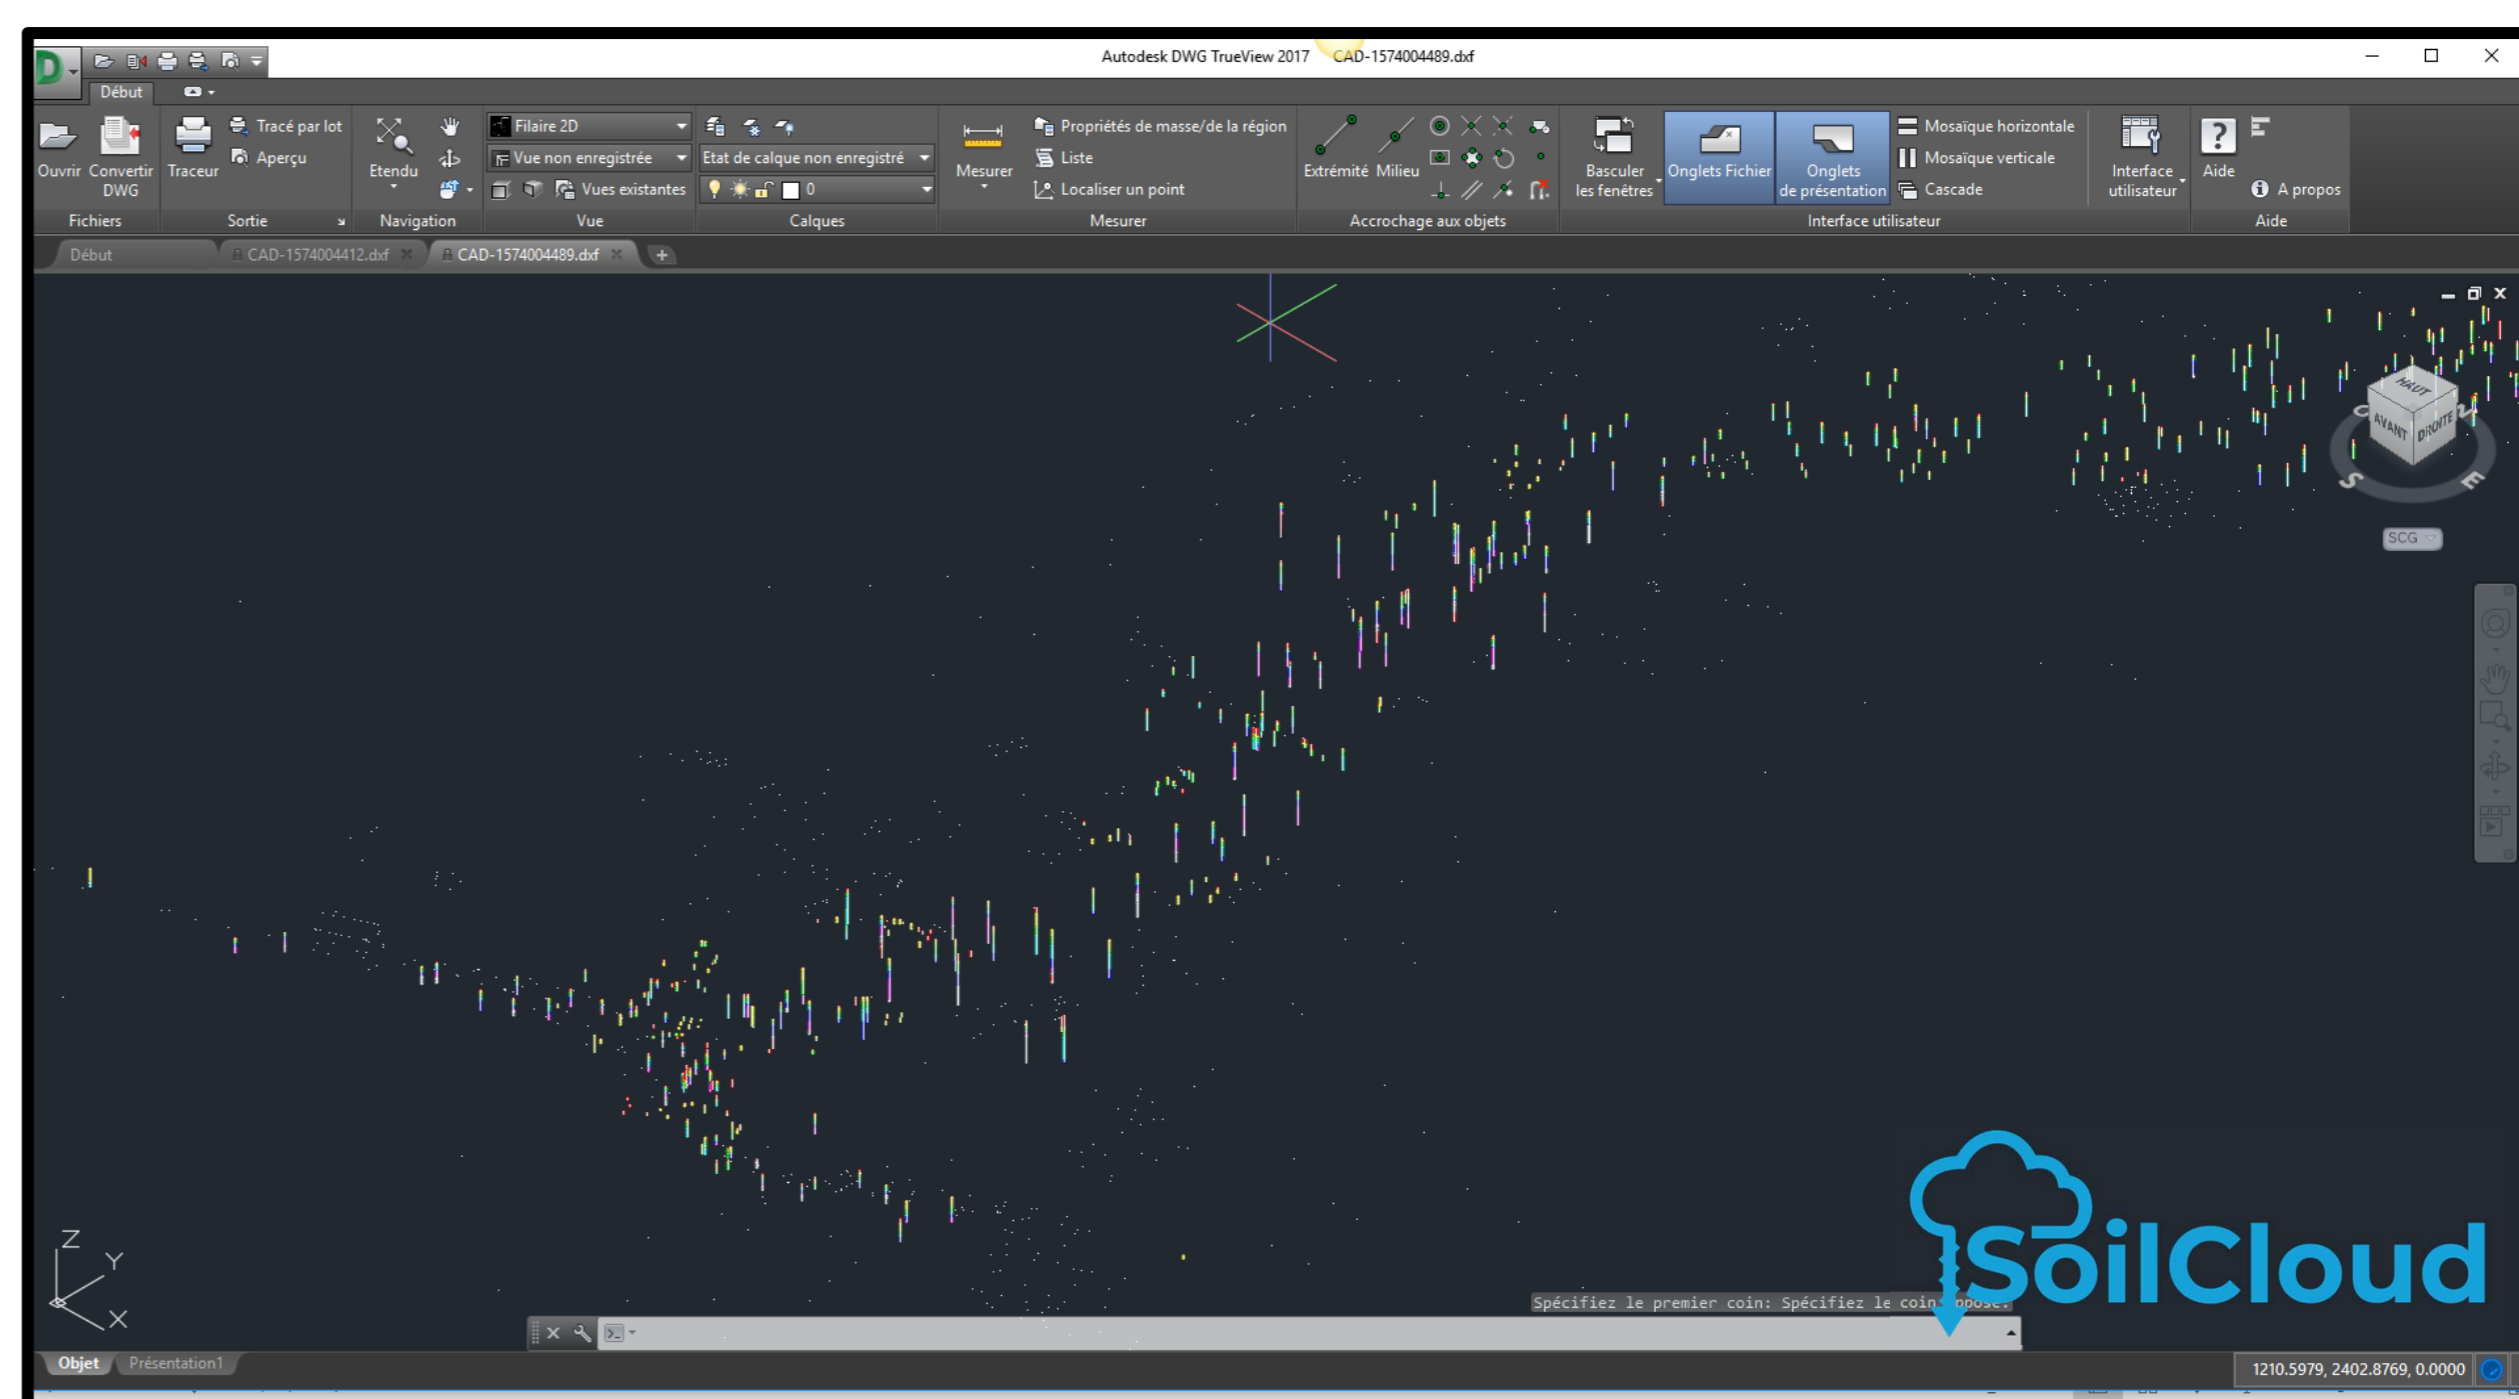 Autodesk DWG TrueView 2017 CAD-1574004489.dxf
Début
Ouvrir
Convertir
DWG
Fichiers
Traceur
Tracé par lot
Aperçu
Sortie
Etendu
Navigation
Filaire 2D
Vue non enregistrée
Vues existantes
Vue
Etat de calque non enregistré
0
Calques
Mesurer
Propriétés de masse/de la région
Liste
Localiser un point
Mesurer
Extrémité
Milieu
Accrochage aux objets
Basculer
les fenêtres
Onglets Fichier
Onglets
de présentation
Mosaïque horizontale
Mosaïque verticale
Cascade
Interface utilisateur
Interface
utilisateur
Aide
A propos
Aide
Début
CAD-1574004412.dxf
CAD-1574004489.dxf
HAUT
AVANT
DROITE
S
E
SCG
Z
Y
X
SoilCloud
Spécifiez le premier coin: Spécifiez le coin
Objet
Présentation1
1210.5979, 2402.8769, 0.0000